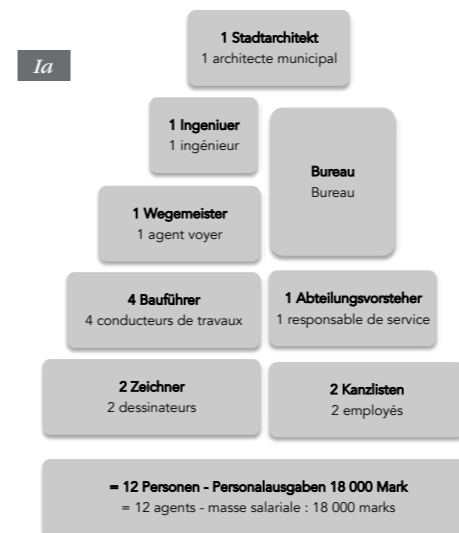 Ia
1 Stadtarchitekt
1 architecte municipal
1 Ingeniuer
1 ingénieur
Bureau
Bureau
1 Wegemeister
1 agent voyer
4 Bauführer
4 conducteurs de travaux
1 Abteilungsvorsteher
1 responsable de service
2 Zeichner
2 dessinateurs
2 Kanzlisten
2 employés
= 12 Personen - Personalausgaben 18 000 Mark
= 12 agents - masse salariale : 18 000 marks